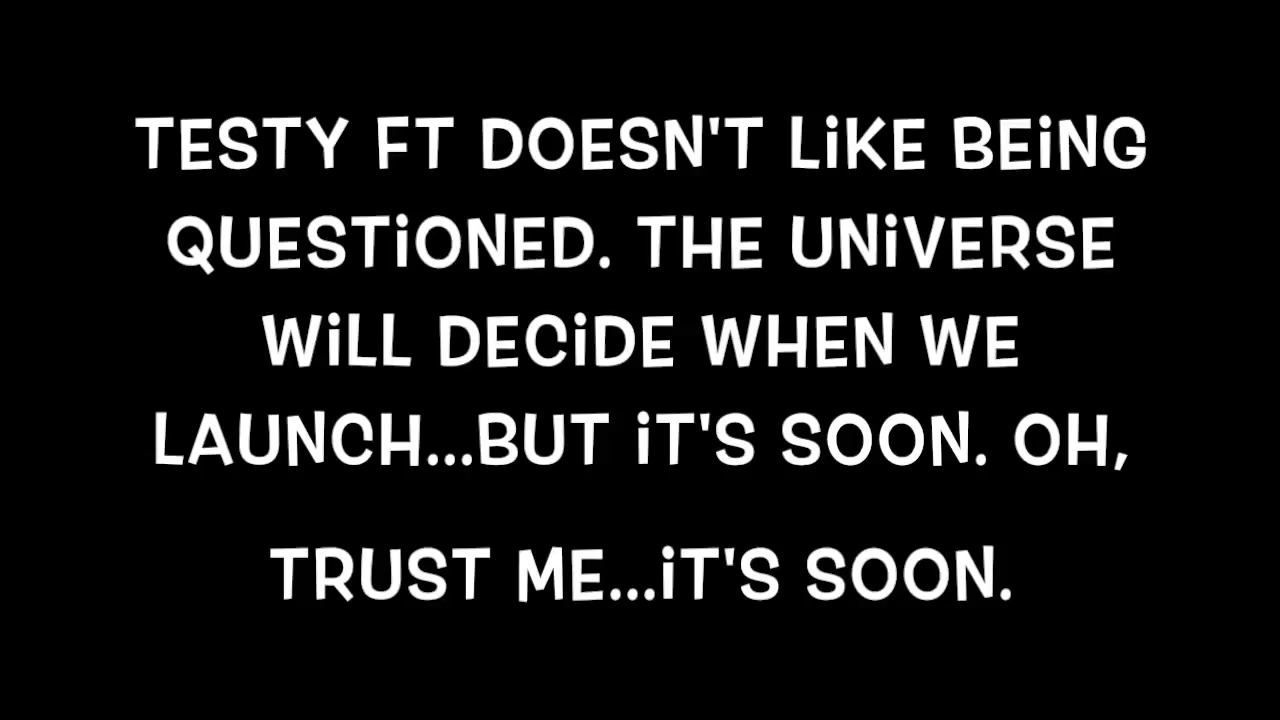 TESTY FT DOESN'T LiKE BEiNG
QUESTiONED. THE UNiVERSE
WiLL DECiDE WHEN WE
LAUNCH...BUT iT'S SOON. OH,
TRUST ME...iT'S SOON.